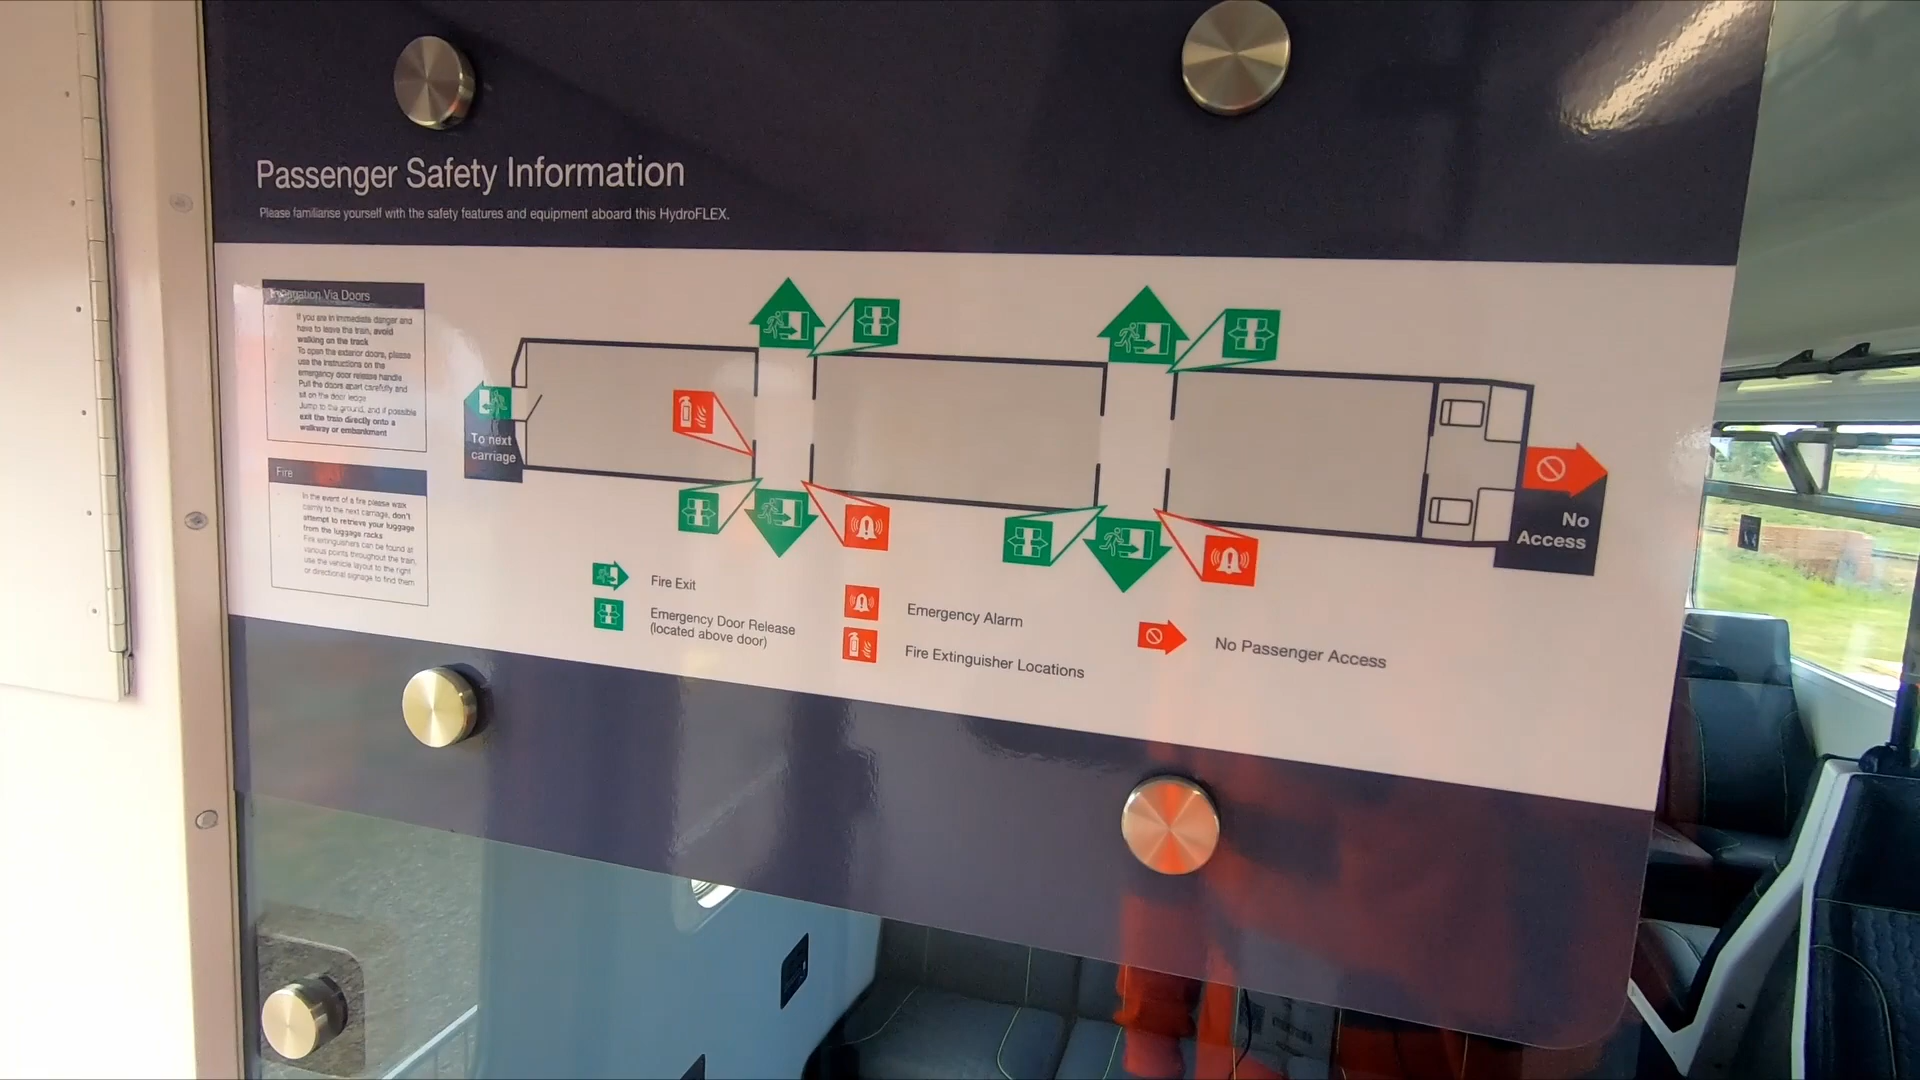 Passenger Safety Information
Please familiarise yourself with the safety features and equipment aboard this HydroFLEX.
Via Doors
If you are in immediate danger and
have to leave the train, avoid
walking on the track
To open the exterior doors, please
use the instructions on the
emergency door release handle
Pull the doors apart carefully and
sit on the door ledge
Jump to the ground, and if possible
exit the train directly onto a
walkway or embankment
Fire
In the event of a fire please walk
calmly to the next carriage, don't
attempt to retrieve your luggage
from the luggage racks
Fire extinguishers can be found at
various points throughout the train,
use the vehicle layout to the right
or directional signage to find them
To next
carriage
No
Access
Fire Exit
Emergency Door Release
(located above door)
Emergency Alarm
Fire Extinguisher Locations
No Passenger Access